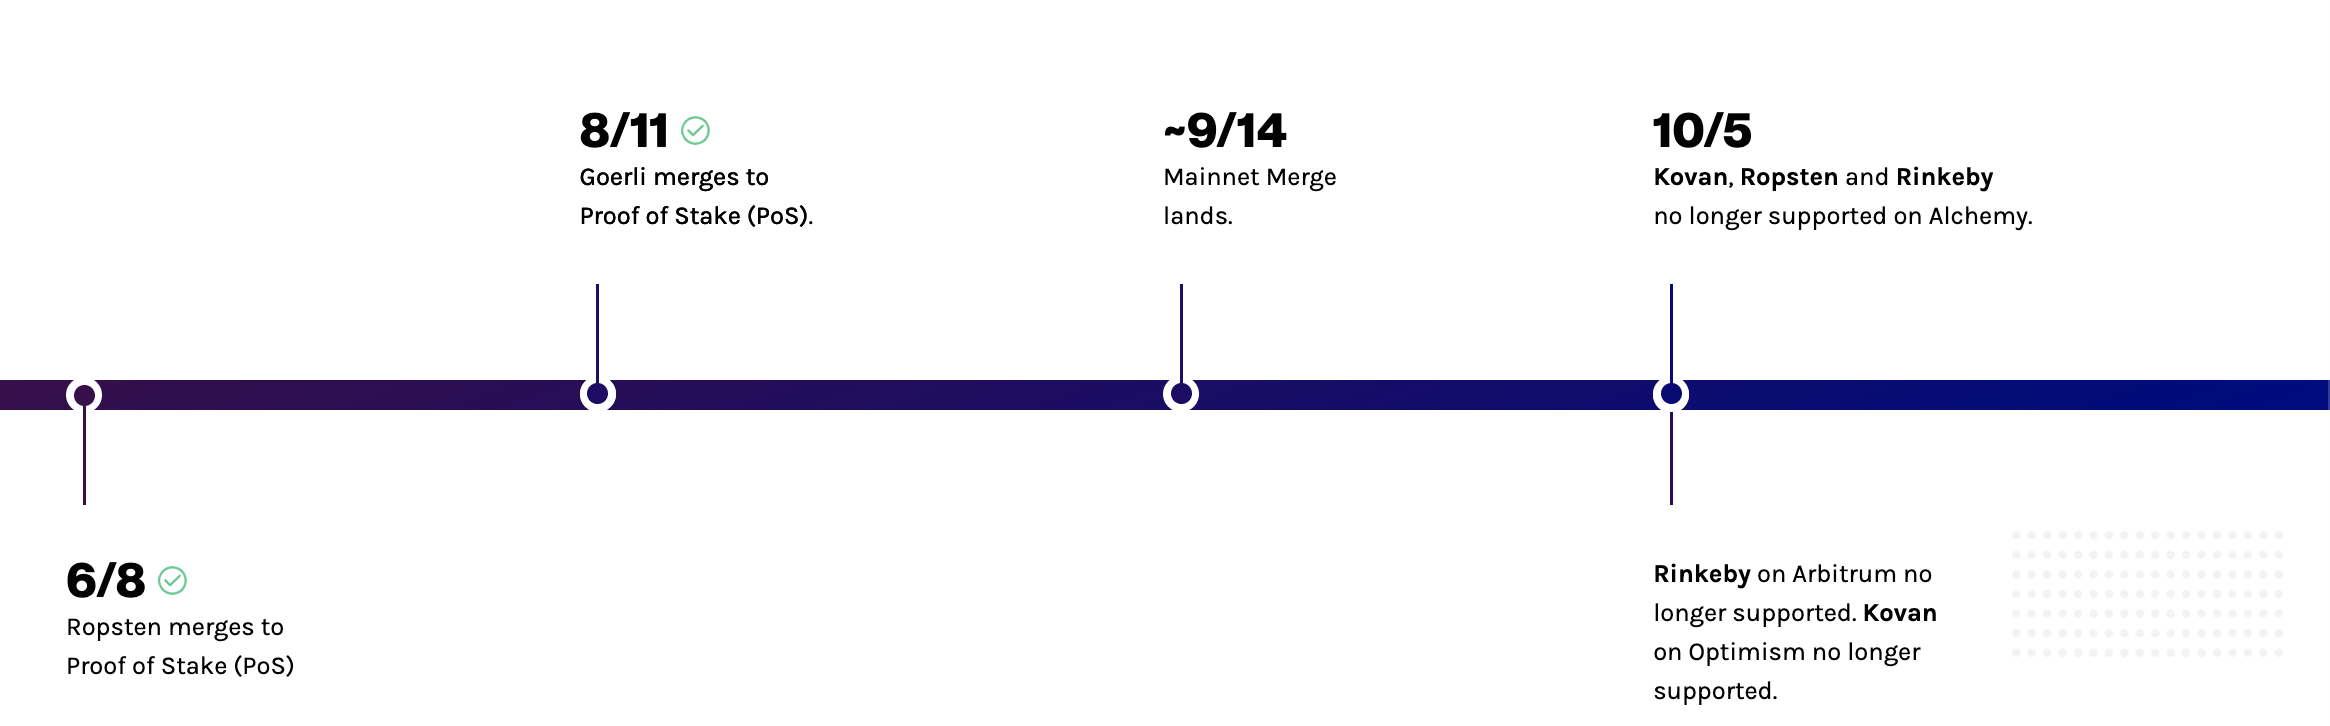 8/11
Goerli merges to
Proof of Stake (PoS).
~9/14
Mainnet Merge
lands.
10/5
Kovan, Ropsten and Rinkeby
no longer supported on Alchemy.
6/8
Ropsten merges to
Proof of Stake (PoS)
Rinkeby on Arbitrum no
longer supported. Kovan
on Optimism no longer
supported.